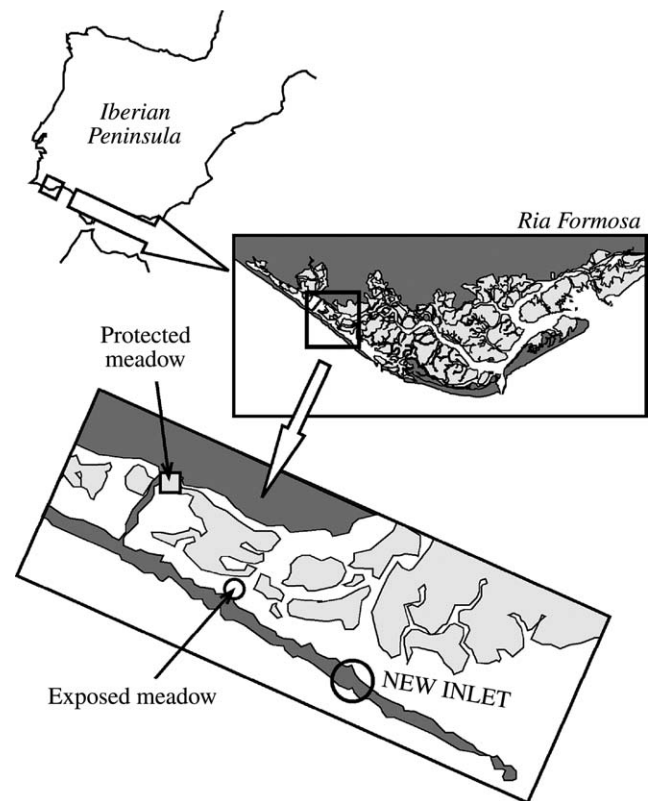 Iberian
Peninsula
Ria Formosa
Protected
meadow
Exposed meadow
NEW INLET